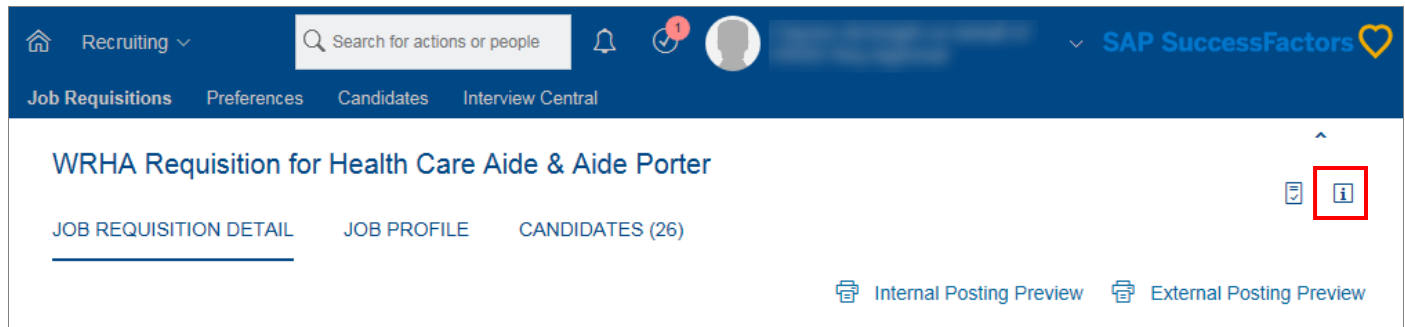 Recruiting
Search for actions or people
1
SAP SuccessFactors
Job Requisitions Preferences Candidates Interview Central
WRHA Requisition for Health Care Aide & Aide Porter
i
JOB REQUISITION DETAIL JOB PROFILE CANDIDATES (26)
Internal Posting Preview External Posting Preview